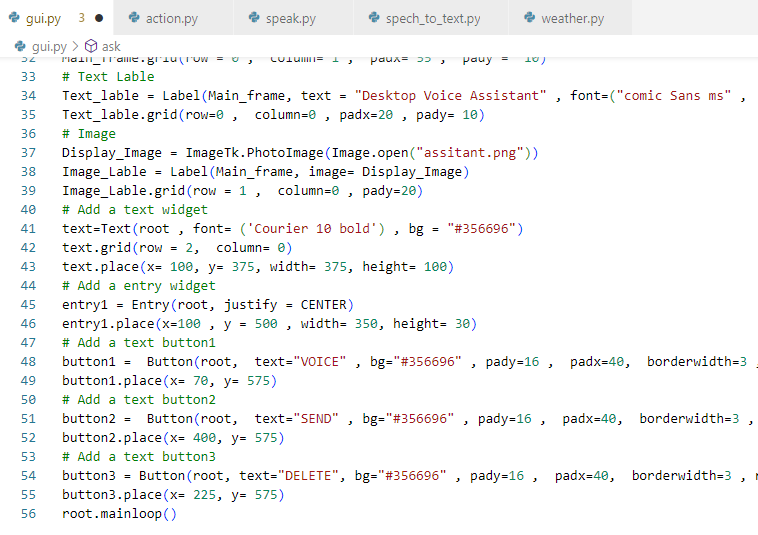 gui.py 3 action.py speak.py spech_to_text.py weather.py
gui.py > ask
32 Main_frame.grid(row = 0 , column= 1 , padx= 55 , pady = 10)
33 # Text Lable
34 Text_lable = Label(Main_frame, text = "Desktop Voice Assistant" , font=("comic Sans ms" ,
35 Text_lable.grid(row=0 , column=0 , padx=20 , pady= 10)
36 # Image
37 Display_Image = ImageTk.PhotoImage(Image.open("assitant.png"))
38 Image_Lable = Label(Main_frame, image= Display_Image)
39 Image_Lable.grid(row = 1 , column=0 , pady=20)
40 # Add a text widget
41 text=Text(root , font= ('Courier 10 bold') , bg = "#356696")
42 text.grid(row = 2, column= 0)
43 text.place(x= 100, y= 375, width= 375, height= 100)
44 # Add a entry widget
45 entry1 = Entry(root, justify = CENTER)
46 entry1.place(x=100 , y = 500 , width= 350, height= 30)
47 # Add a text button1
48 button1 = Button(root, text="VOICE" , bg="#356696" , pady=16 , padx=40, borderwidth=3 ,
49 button1.place(x= 70, y= 575)
50 # Add a text button2
51 button2 = Button(root, text="SEND" , bg="#356696" , pady=16 , padx=40, borderwidth=3 ,
52 button2.place(x= 400, y= 575)
53 # Add a text button3
54 button3 = Button(root, text="DELETE", bg="#356696" , pady=16 , padx=40, borderwidth=3 , r
55 button3.place(x= 225, y= 575)
56 root.mainloop()